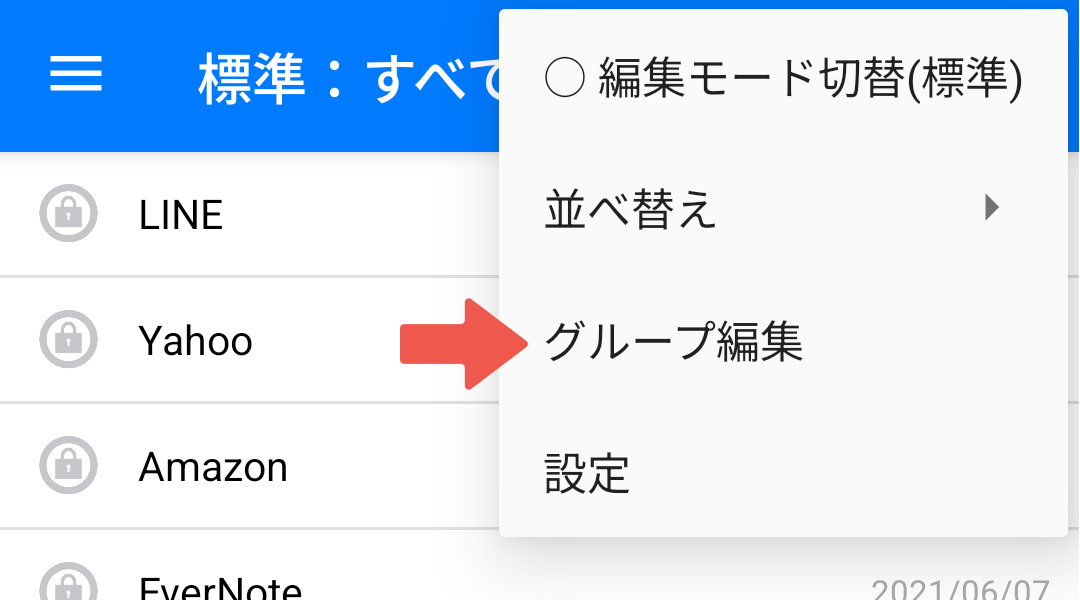 標準：すべて
○ 編集モード切替(標準)
並べ替え
グループ編集
設定
LINE
Yahoo
Amazon
EverNote
2021/06/07